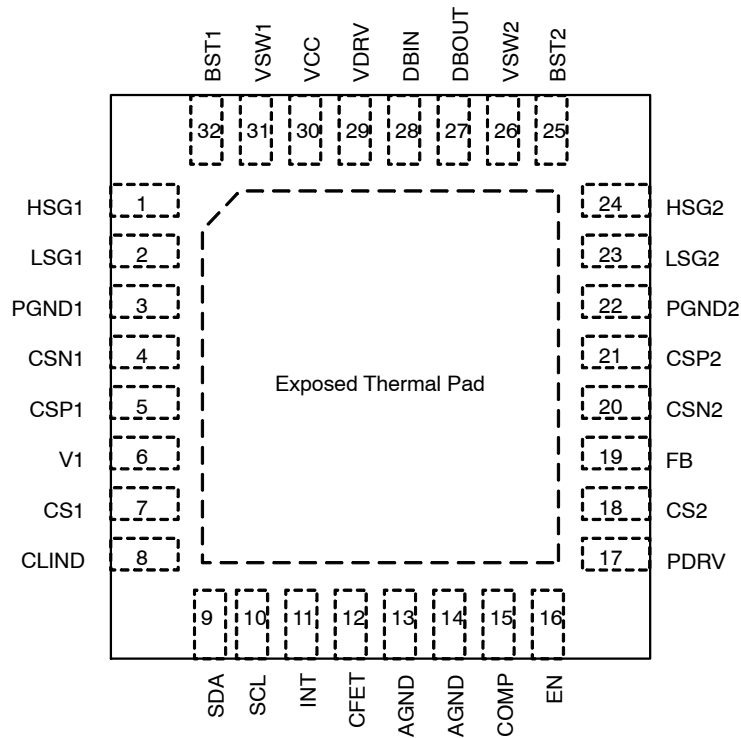 BST1 VSW1 VCC VDRV DBIN DBOUT VSW2 BST2
32 31 30 29 28 27 26 25
HSG1 1 24 HSG2
LSG1 2 23 LSG2
PGND1 3 22 PGND2
CSN1 4 21 CSP2
Exposed Thermal Pad
CSP1 5 20 CSN2
V1 6 19 FB
CS1 7 18 CS2
CLIND 8 17 PDRV
9 10 11 12 13 14 15 16
SDA SCL INT CFET AGND AGND COMP EN